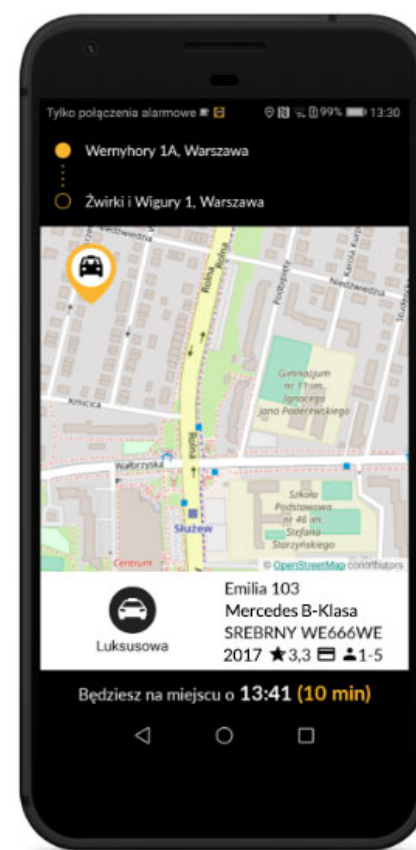 Tylko połączenia alarmowe 99% 13:30
Wernyhory 1A, Warszawa
Żwirki i Wigury 1, Warszawa
Niedźwiedzia
Rolna
Rolna
Podbipięty
Karola Kurp
Niedźwiedzia
Gimnazjum
nr 11 im.
Ignacego
Jana Paderewskiego
Kmicica
Rolna
Wałbrzyska
Szkoła
Podstawowa
nr 46 im.
Stefana
Starzyńskiego
Służew
Centrum
© OpenStreetMap contributors
Emilia 103
Mercedes B-Klasa
Luksusowa
SREBRNY WE666WE
2017 ★3,3 1-5
Będziesz na miejscu o 13:41 (10 min)